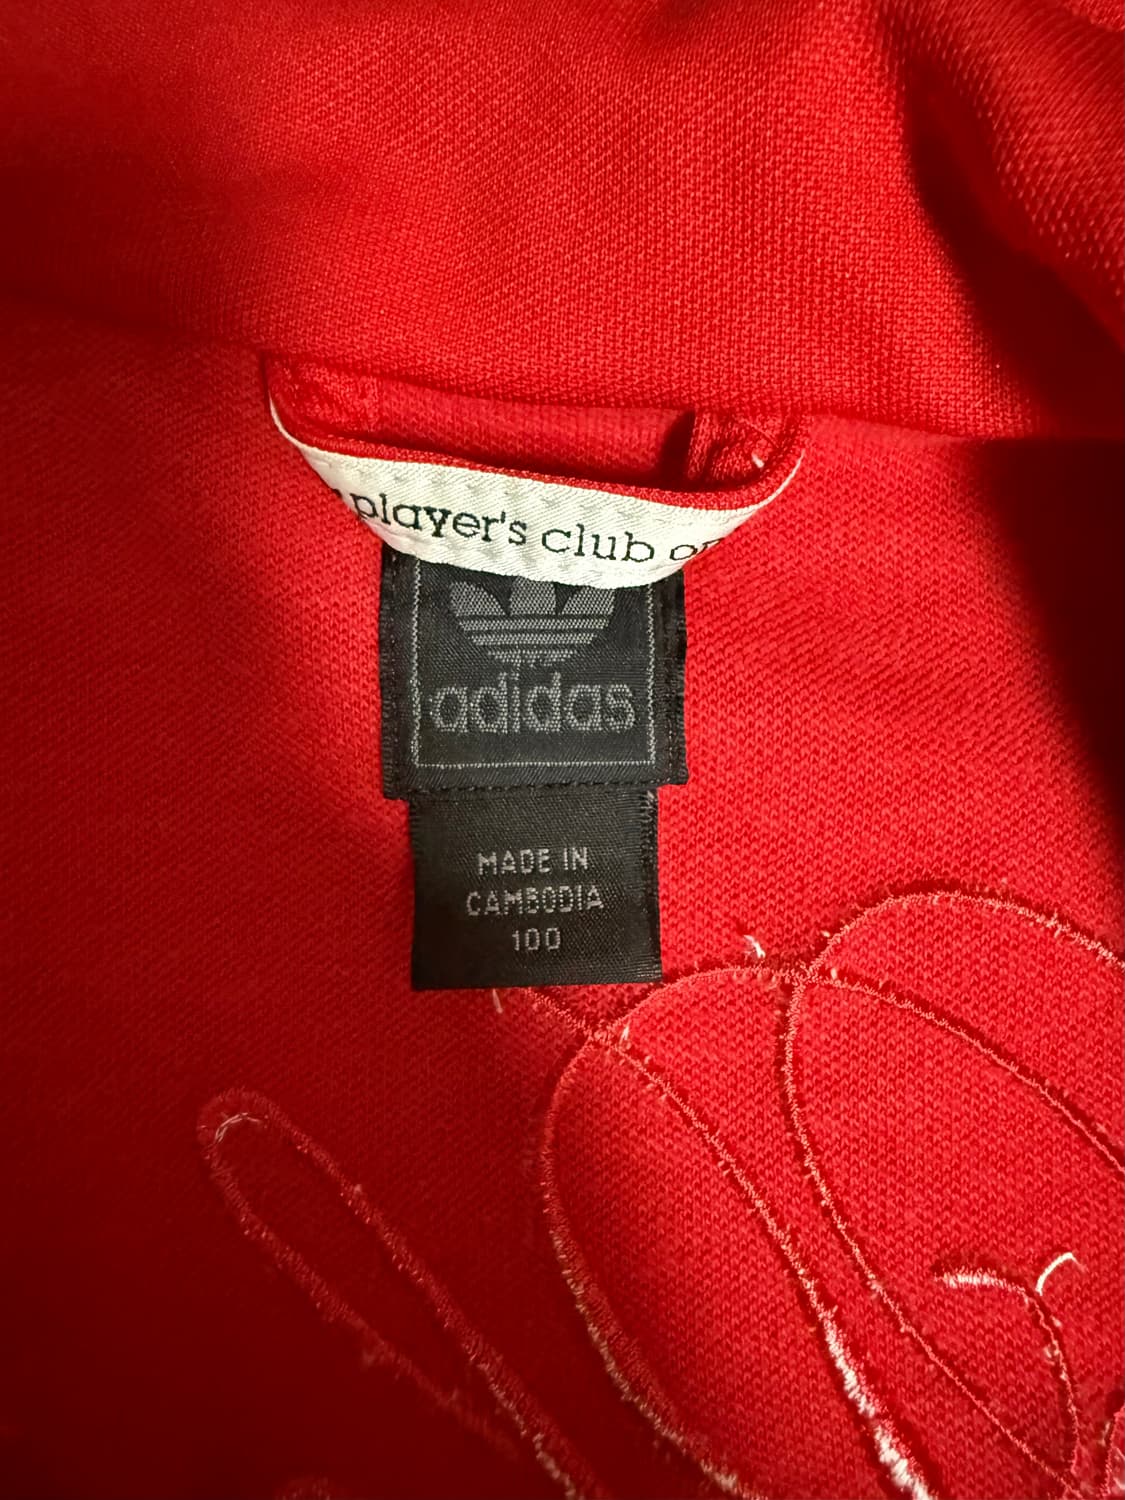 player's club
adidas
MADE IN
CAMBODIA
100